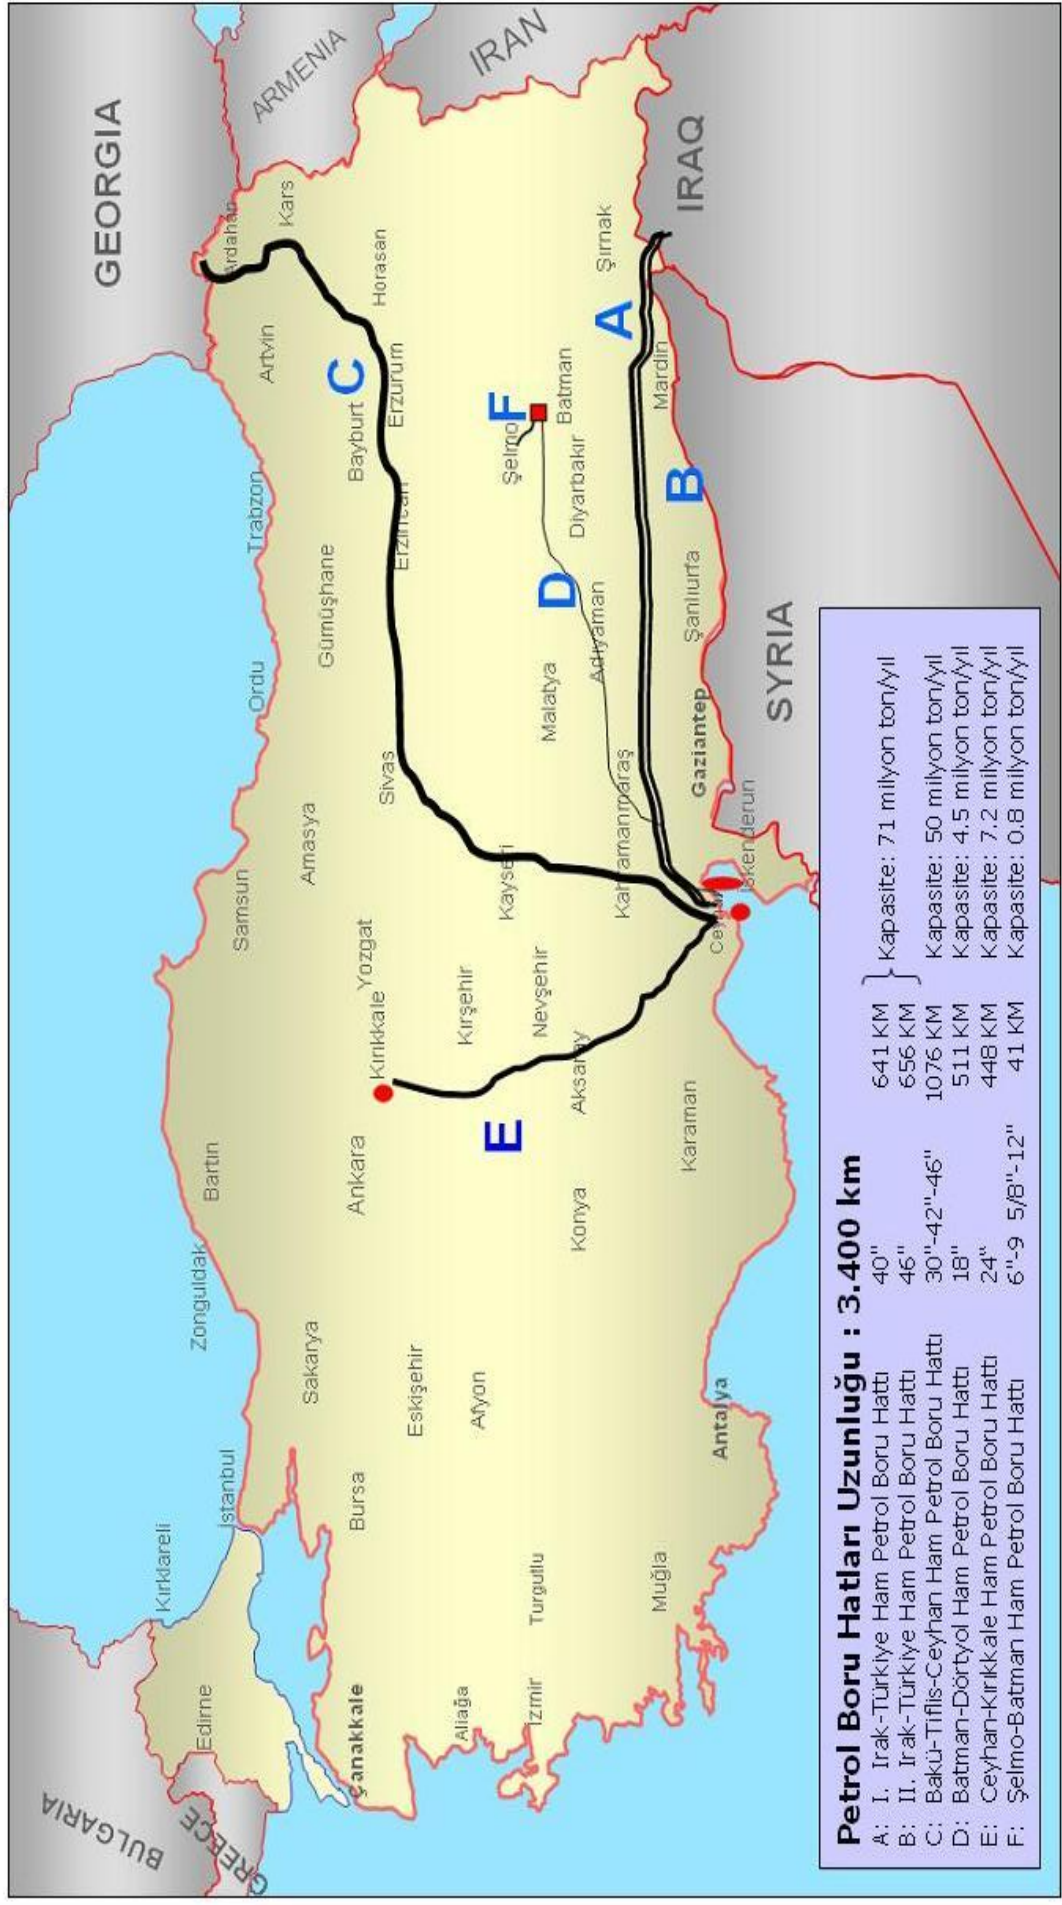 BULGARIA
GREECE
GEORGIA
ARMENIA
IRAN
IRAQ
SYRIA
Kırklareli
Edirne
İstanbul
Zonguldak
Bartın
Samsun
Ordu
Trabzon
Artvin
Ardahan
Kars
Çanakkale
Bursa
Sakarya
Ankara
Kırıkkale
Yozgat
Amasya
Sivas
Gümüşhane
Bayburt
Erzincan
Erzurum
Horasan
C
Aliağa
Eskişehir
Afyon
Kırşehir
Kayseri
E
İzmir
Turgutlu
Nevşehir
Malatya
Şelmo
F
Batman
D
Konya
Aksaray
Adıyaman
Diyarbakır
Şırnak
A
Muğla
Karaman
Kahramanmaraş
Mardin
Antalya
Ceyhan
İskenderun
Gaziantep
Şanlıurfa
B
Petrol Boru Hatları Uzunluğu : 3.400 km
A: I. Irak-Türkiye Ham Petrol Boru Hattı 40" 641 KM } Kapasite: 71 milyon ton/yıl
B: II. Irak-Türkiye Ham Petrol Boru Hattı 46" 656 KM
C: Bakü-Tiflis-Ceyhan Ham Petrol Boru Hattı 30"-42"-46" 1076 KM Kapasite: 50 milyon ton/yıl
D: Batman-Dörtyol Ham Petrol Boru Hattı 18" 511 KM Kapasite: 4.5 milyon ton/yıl
E: Ceyhan-Kırıkkale Ham Petrol Boru Hattı 24" 448 KM Kapasite: 7.2 milyon ton/yıl
F: Şelmo-Batman Ham Petrol Boru Hattı 6"-9 5/8"-12" 41 KM Kapasite: 0.8 milyon ton/yıl